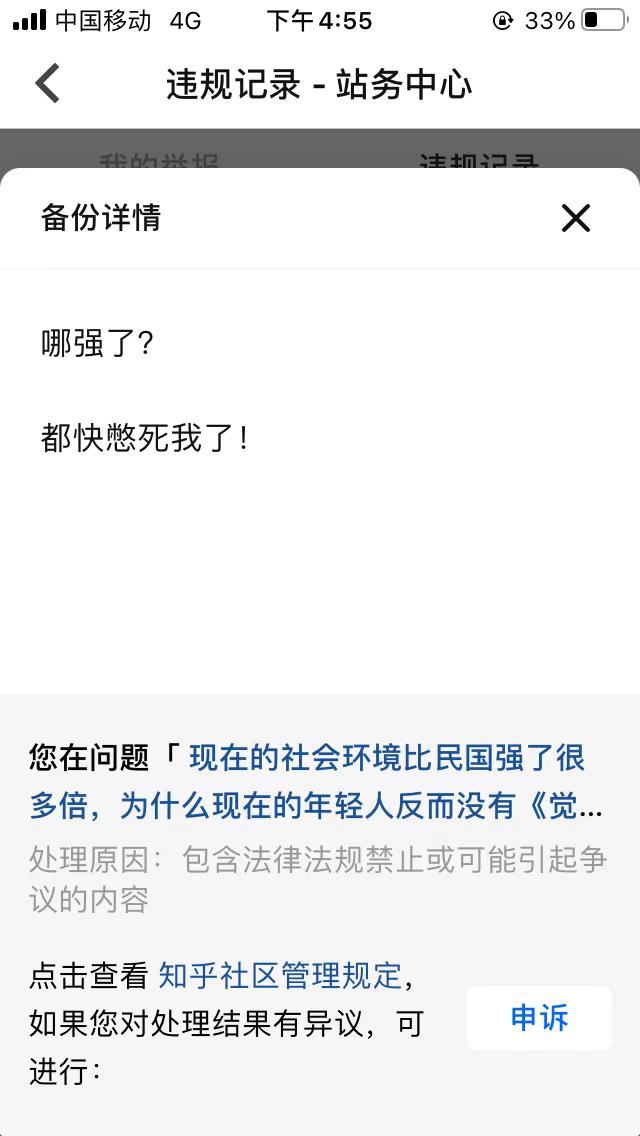 中国移动 4G 下午4:55 33%
违规记录 - 站务中心
我的举报 违规记录
备份详情
哪强了?
都快憋死我了!
您在问题「 现在的社会环境比民国强了很
多倍，为什么现在的年轻人反而没有《觉...
处理原因：包含法律法规禁止或可能引起争
议的内容
点击查看 知乎社区管理规定，
如果您对处理结果有异议，可
进行：
申诉